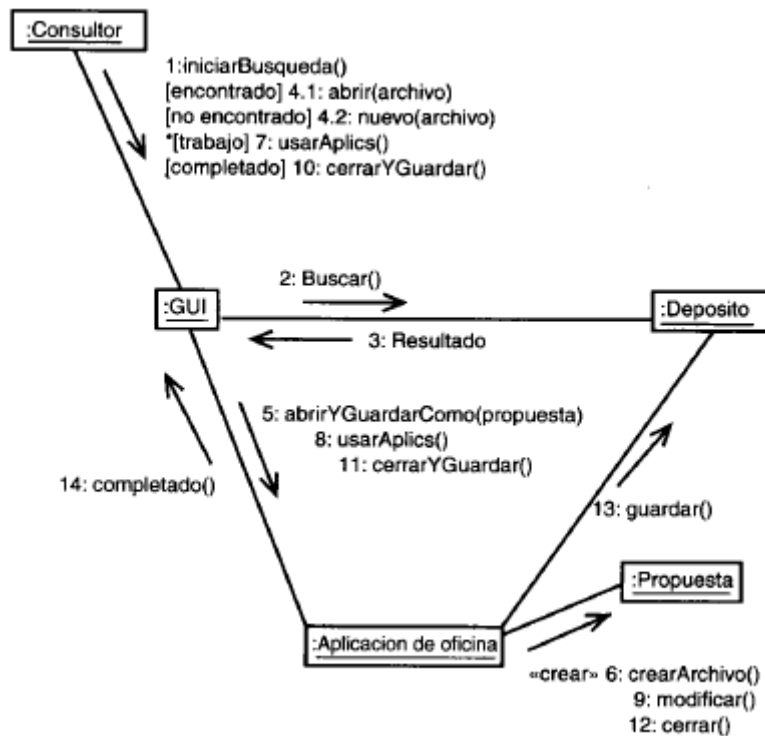 :Consultor
1:iniciarBusqueda()
[encontrado] 4.1: abrir(archivo)
[no encontrado] 4.2: nuevo(archivo)
*[trabajo] 7: usarAplics()
[completado] 10: cerrarYGuardar()
2: Buscar()
:GUI
:Deposito
3: Resultado
5: abrirYGuardarComo(propuesta)
8: usarAplics()
11: cerrarYGuardar()
14: completado()
13: guardar()
:Propuesta
:Aplicacion de oficina
«crear» 6: crearArchivo()
9: modificar()
12: cerrar()